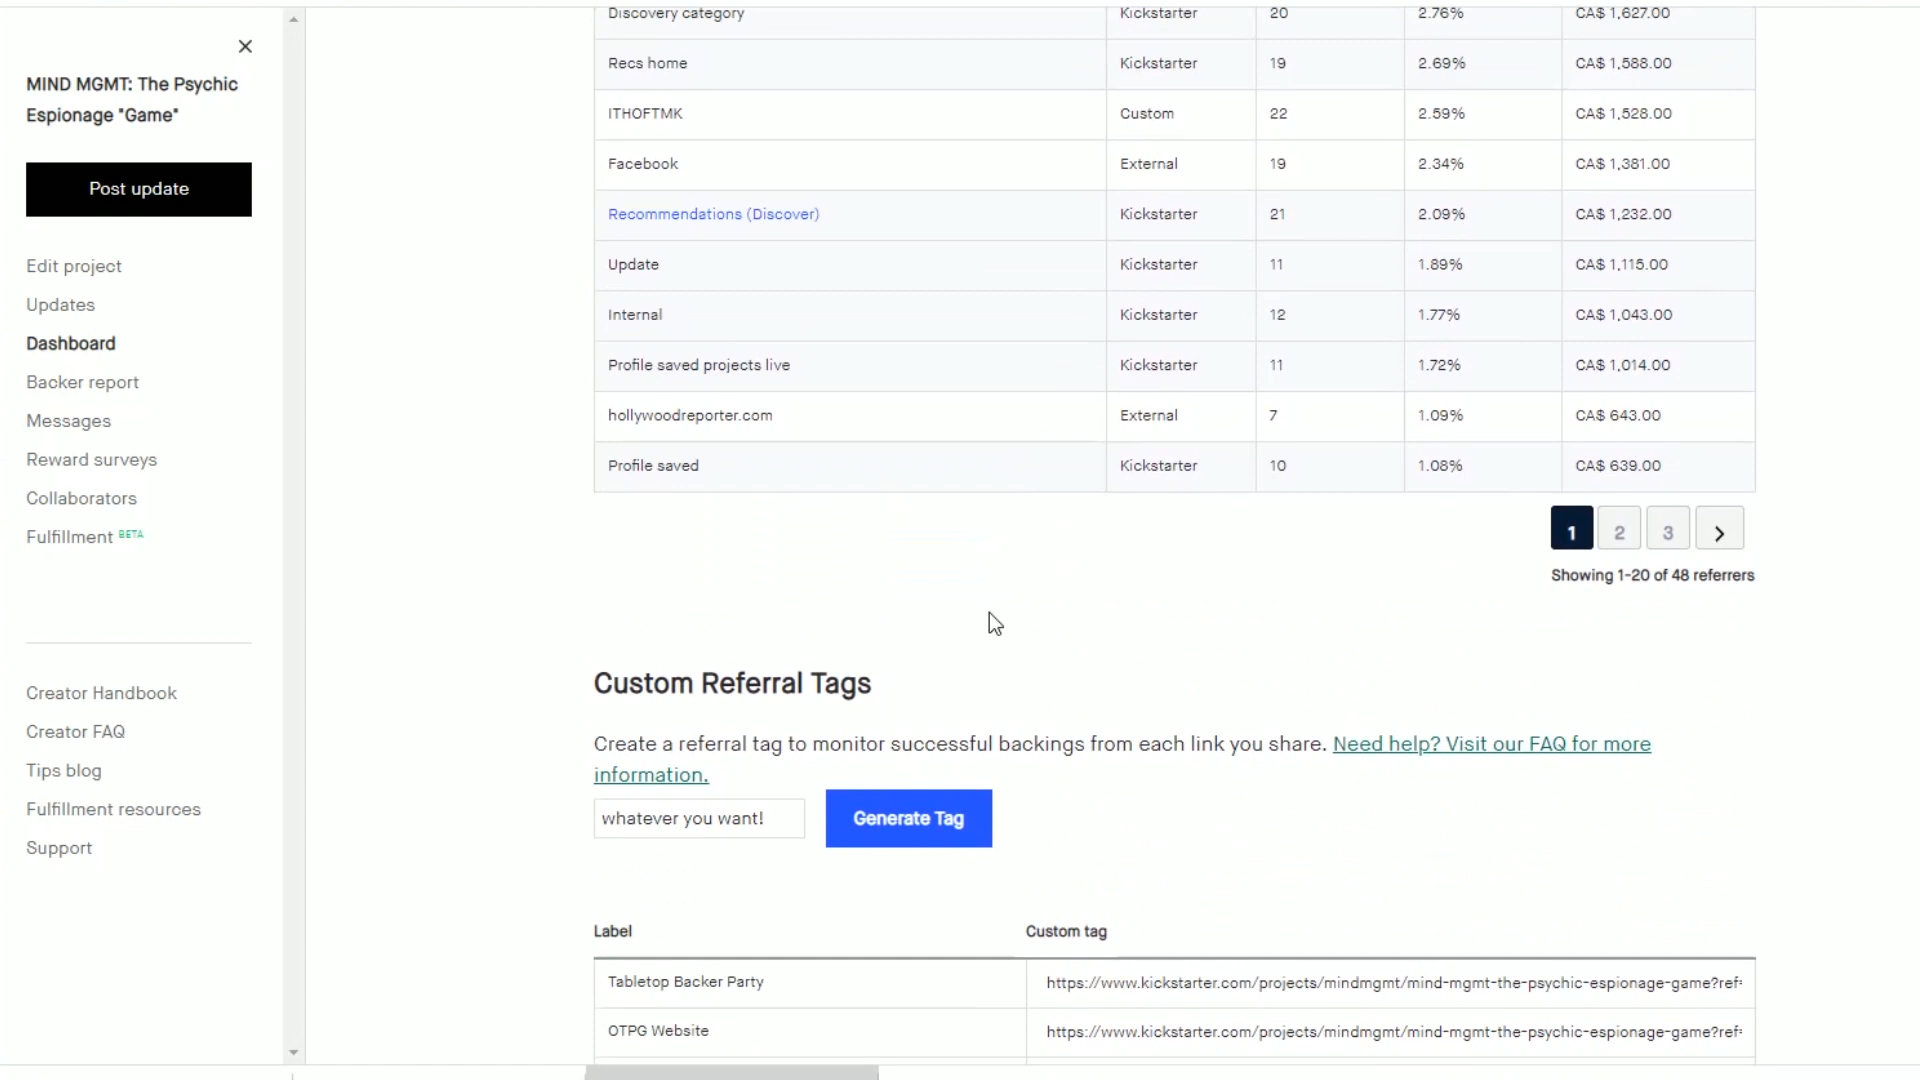 Discovery category Kickstarter 20 2.76% CA$ 1,627.00
MIND MGMT: The Psychic
Espionage "Game"
Post update
Edit project
Updates
Dashboard
Backer report
Messages
Reward surveys
Collaborators
Fulfillment BETA
Creator Handbook
Creator FAQ
Tips blog
Fulfillment resources
Support
Recs home Kickstarter 19 2.69% CA$ 1,588.00
ITHOFTMK Custom 22 2.59% CA$ 1,528.00
Facebook External 19 2.34% CA$ 1,381.00
Recommendations (Discover) Kickstarter 21 2.09% CA$ 1,232.00
Update Kickstarter 11 1.89% CA$ 1,115.00
Internal Kickstarter 12 1.77% CA$ 1,043.00
Profile saved projects live Kickstarter 11 1.72% CA$ 1,014.00
hollywoodreporter.com External 7 1.09% CA$ 643.00
Profile saved Kickstarter 10 1.08% CA$ 639.00
1 2 3
Showing 1-20 of 48 referrers
Custom Referral Tags
Create a referral tag to monitor successful backings from each link you share. Need help? Visit our FAQ for more
information.
whatever you want! Generate Tag
Label Custom tag
Tabletop Backer Party https://www.kickstarter.com/projects/mindmgmt/mind-mgmt-the-psychic-espionage-game?ref=
OTPG Website https://www.kickstarter.com/projects/mindmgmt/mind-mgmt-the-psychic-espionage-game?ref=